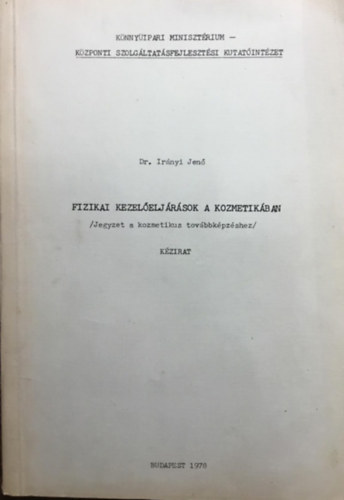 KÖNNYŰIPARI MINISZTÉRIUM –
KÖZPONTI SZOLGÁLTATÁSFEJLESZTÉSI KUTATÓINTÉZET
Dr. Irányi Jenő
FIZIKAI KEZELŐELJÁRÁSOK A KOZMETIKÁBAN
/Jegyzet a kozmetikus továbbképzéshez/
KÉZIRAT
BUDAPEST 1978